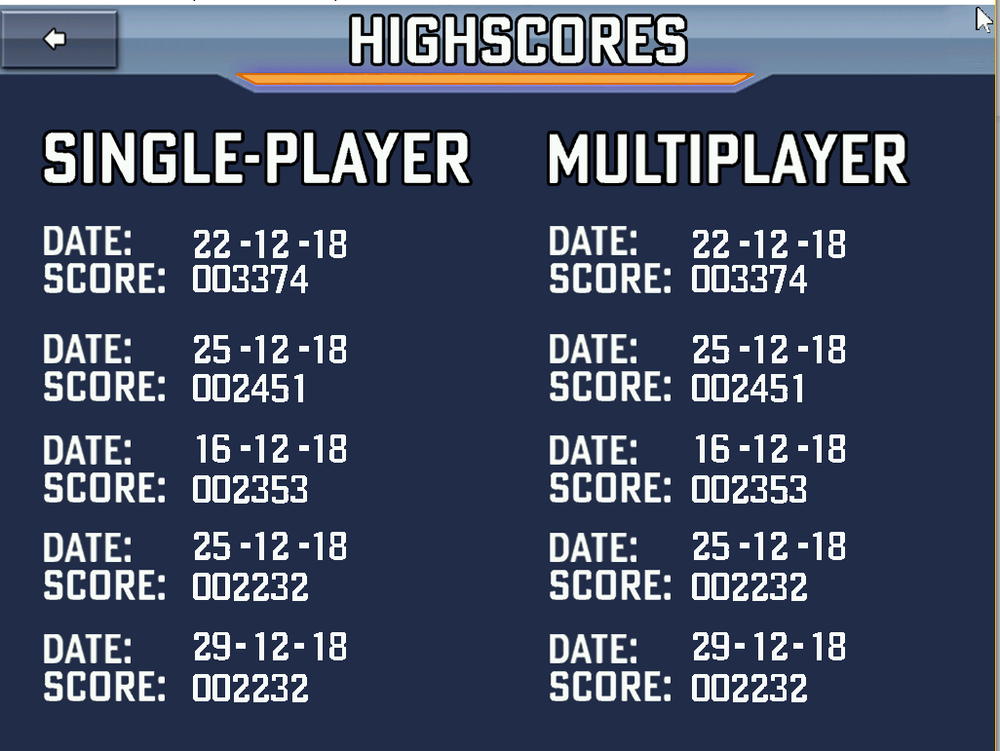 HIGHSCORES
SINGLE-PLAYER
DATE: 22 -12 -18
SCORE: 003374
DATE: 25 -12 -18
SCORE: 002451
DATE: 16 -12 -18
SCORE: 002353
DATE: 25 -12 -18
SCORE: 002232
DATE: 29- 12- 18
SCORE: 002232
MULTIPLAYER
DATE: 22 -12 -18
SCORE: 003374
DATE: 25 -12 -18
SCORE: 002451
DATE: 16 -12 -18
SCORE: 002353
DATE: 25 -12 -18
SCORE: 002232
DATE: 29- 12- 18
SCORE: 002232